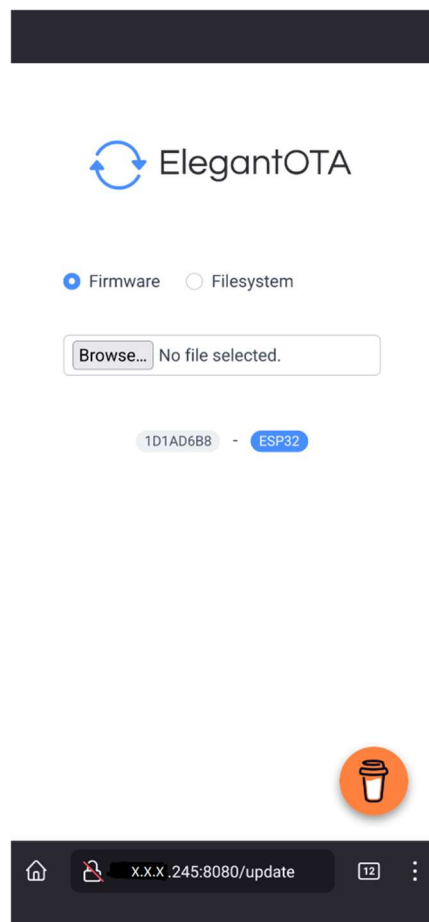 ElegantOTA
Firmware Filesystem
Browse... No file selected.
1D1AD6B8 - ESP32
X.X.X .245:8080/update 12